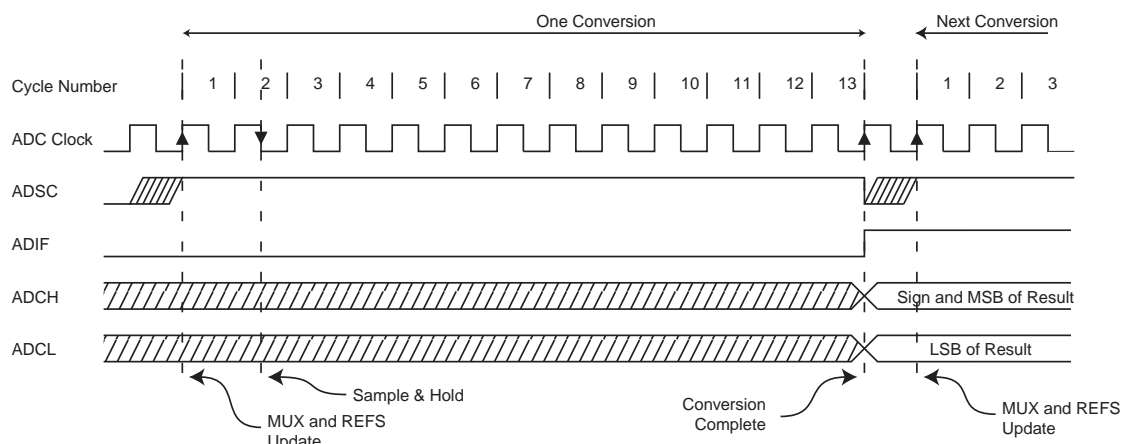 One Conversion
Next Conversion
Cycle Number
1 2 3 4 5 6 7 8 9 10 11 12 13 1 2 3
ADC Clock
ADSC
ADIF
ADCH
Sign and MSB of Result
ADCL
LSB of Result
Sample & Hold
MUX and REFS
Update
Conversion
Complete
MUX and REFS
Update